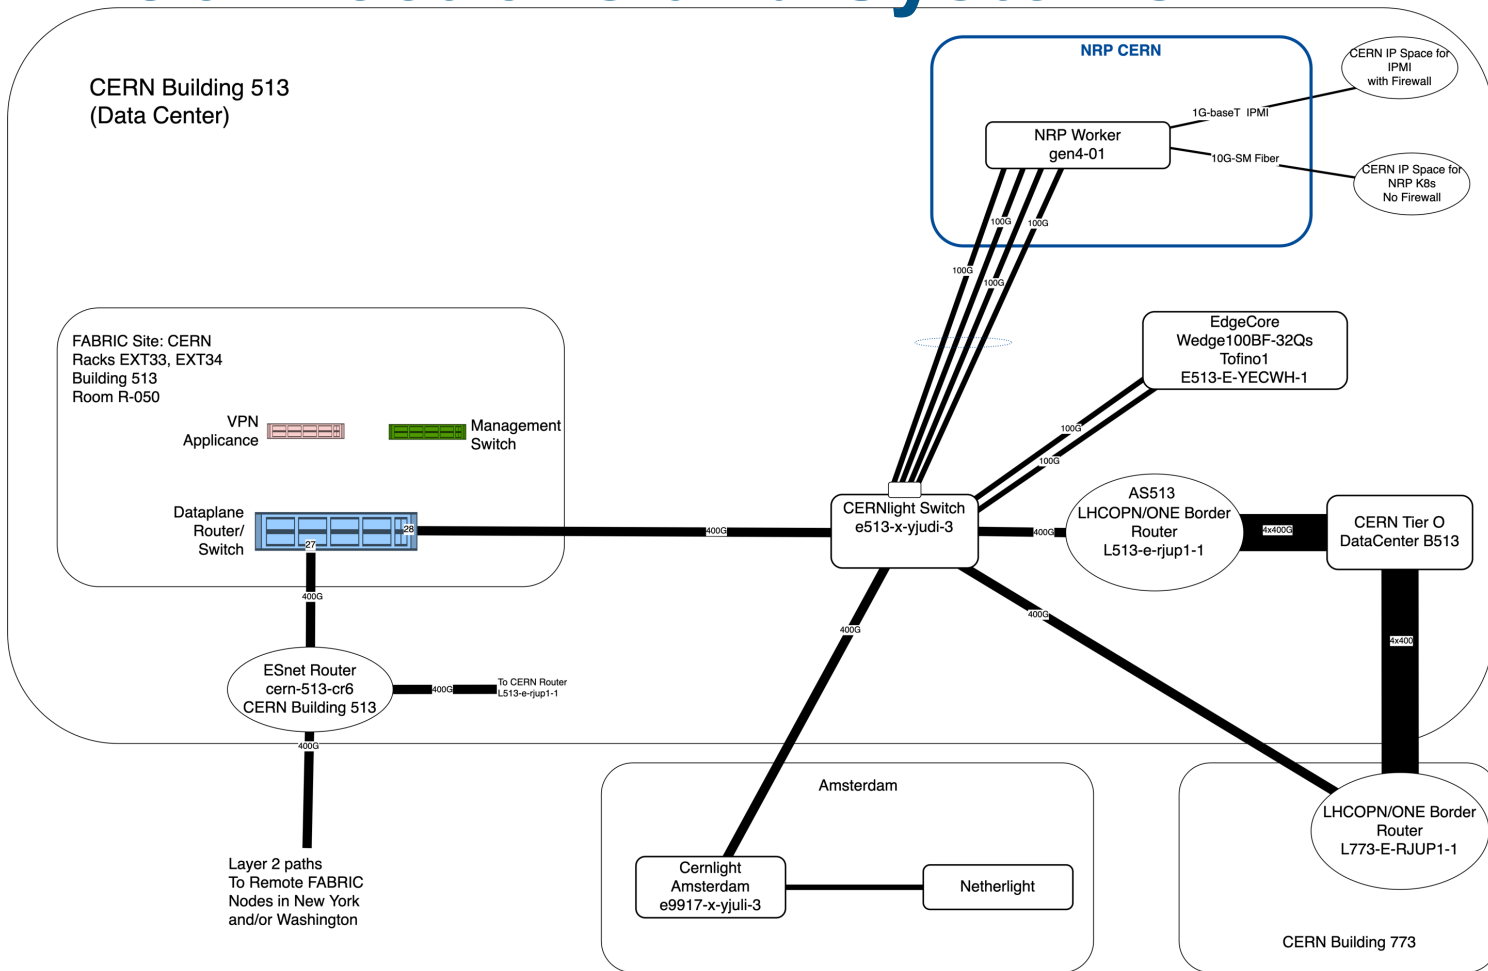 CERN Building 513
(Data Center)
NRP CERN
NRP Worker
gen4-01
1G-baseT IPMI
10G-SM Fiber
CERN IP Space for
IPMI
with Firewall
CERN IP Space for
NRP K8s
No Firewall
100G
100G
100G
100G
EdgeCore
Wedge100BF-32Qs
Tofino1
E513-E-YECWH-1
100G
100G
FABRIC Site: CERN
Racks EXT33, EXT34
Building 513
Room R-050
VPN
Applicance
Management
Switch
Dataplane
Router/
Switch
28
27
400G
400G
CERNlight Switch
e513-x-yjudi-3
400G
AS513
LHCOPN/ONE Border
Router
L513-e-rjup1-1
4x400G
CERN Tier O
DataCenter B513
4x400
400G
400G
ESnet Router
cern-513-cr6
CERN Building 513
400G
To CERN Router
L513-e-rjup1-1
400G
Layer 2 paths
To Remote FABRIC
Nodes in New York
and/or Washington
Amsterdam
Cernlight
Amsterdam
e9917-x-yjuli-3
Netherlight
LHCOPN/ONE Border
Router
L773-E-RJUP1-1
CERN Building 773